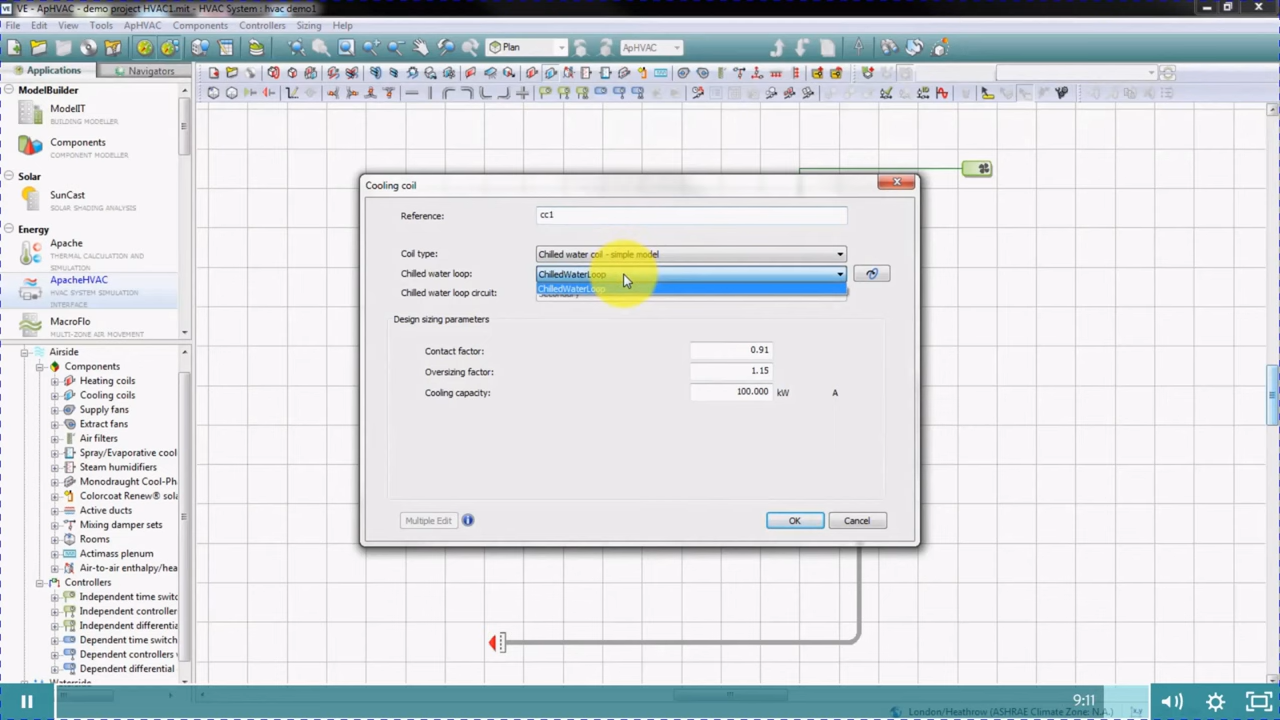 VE - ApHVAC - demo project HVAC1.mit - HVAC System : hvac demo1
File Edit View Tools ApHVAC Components Controllers Sizing Help
Plan
ApHVAC
Applications
Navigators
ModelBuilder
ModelIT
BUILDING MODELLER
Components
COMPONENT MODELLER
Solar
SunCast
SOLAR SHADING ANALYSIS
Energy
Apache
THERMAL CALCULATION AND
SIMULATION
ApacheHVAC
HVAC SYSTEM SIMULATION
INTERFACE
MacroFlo
MULTI-ZONE AIR MOVEMENT
Airside
Components
Heating coils
Cooling coils
Supply fans
Extract fans
Air filters
Spray/Evaporative cool
Steam humidifiers
Monodraught Cool-Ph
Colorcoat Renew® sola
Active ducts
Mixing damper sets
Rooms
Actimass plenum
Air-to-air enthalpy/hea
Controllers
Independent time switc
Independent controller
Independent differentia
Dependent time switch
Dependent controllers
Dependent differential
Cooling coil
Reference: cc1
Coil type: Chilled water coil - simple model
Chilled water loop: ChilledWaterLoop
ChilledWaterLoop
Chilled water loop circuit: Secondary
Design sizing parameters
Contact factor: 0.91
Oversizing factor: 1.15
Cooling capacity: 100.000 kW A
Multiple Edit
OK
Cancel
9:11
London/Heathrow (ASHRAE Climate Zone: N.A.)